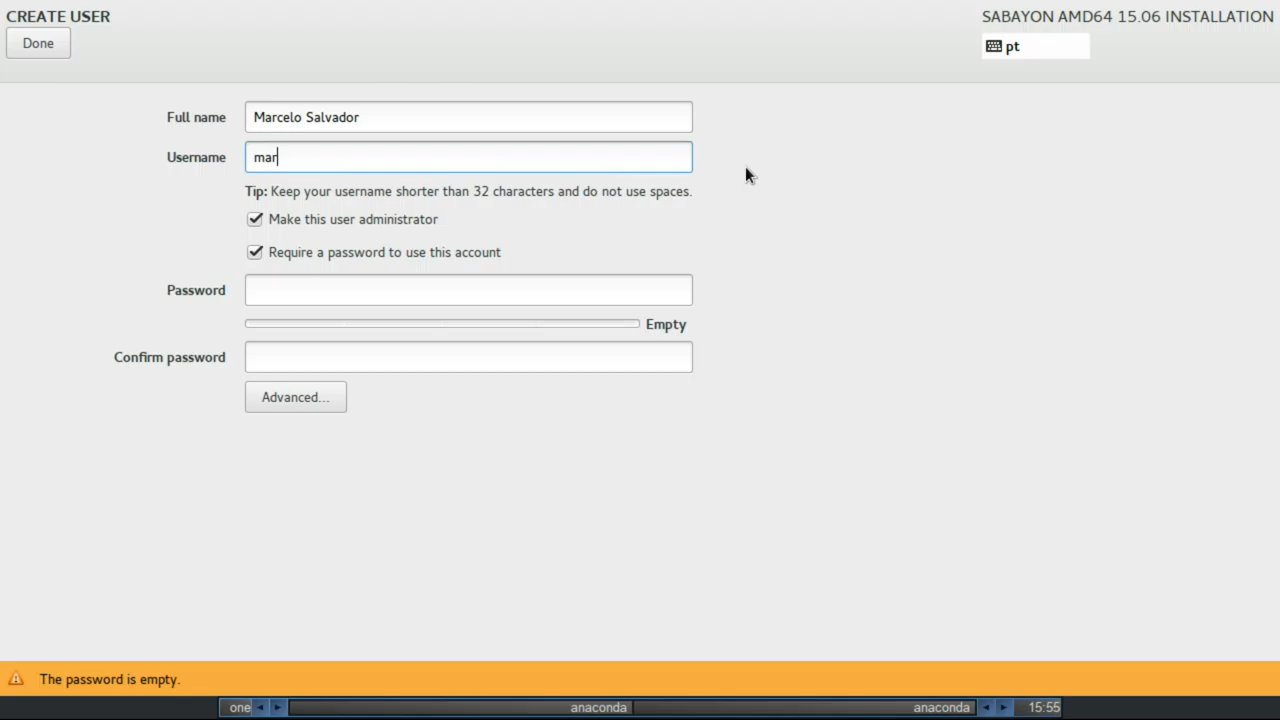 CREATE USER
SABAYON AMD64 15.06 INSTALLATION
Done
pt
Full name
Marcelo Salvador
Username
mar
Tip: Keep your username shorter than 32 characters and do not use spaces.
Make this user administrator
Require a password to use this account
Password
Empty
Confirm password
Advanced...
The password is empty.
one
anaconda
anaconda
15:55